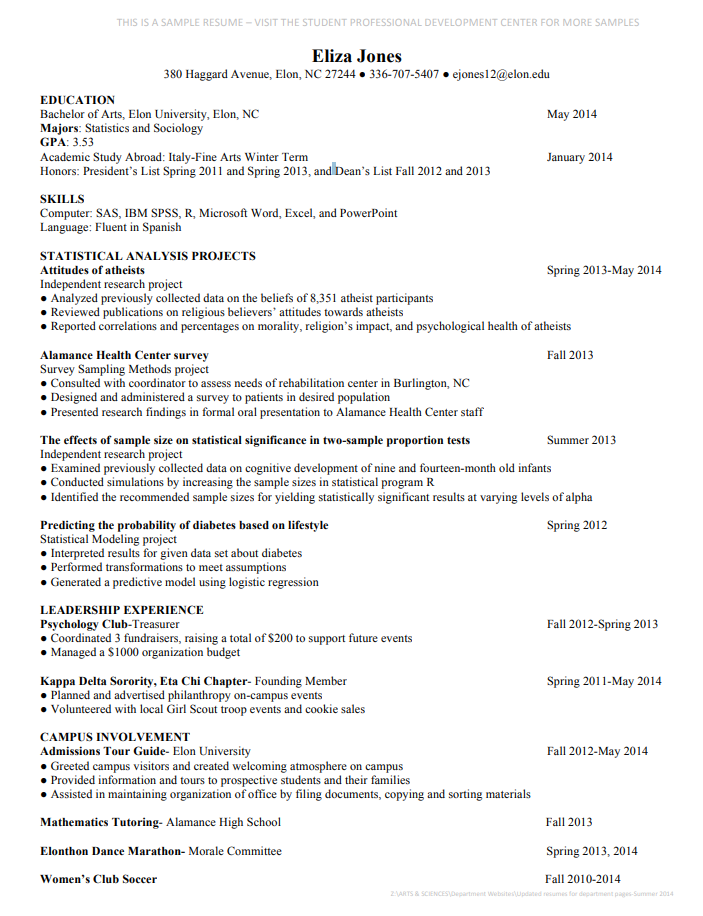 THIS IS A SAMPLE RESUME – VISIT THE STUDENT PROFESSIONAL DEVELOPMENT CENTER FOR MORE SAMPLES
Eliza Jones
380 Haggard Avenue, Elon, NC 27244 ● 336-707-5407 ● ejones12@elon.edu
EDUCATION
Bachelor of Arts, Elon University, Elon, NC May 2014
Majors: Statistics and Sociology
GPA: 3.53
Academic Study Abroad: Italy-Fine Arts Winter Term January 2014
Honors: President’s List Spring 2011 and Spring 2013, and Dean’s List Fall 2012 and 2013
SKILLS
Computer: SAS, IBM SPSS, R, Microsoft Word, Excel, and PowerPoint
Language: Fluent in Spanish
STATISTICAL ANALYSIS PROJECTS
Attitudes of atheists Spring 2013-May 2014
Independent research project
● Analyzed previously collected data on the beliefs of 8,351 atheist participants
● Reviewed publications on religious believers’ attitudes towards atheists
● Reported correlations and percentages on morality, religion’s impact, and psychological health of atheists
Alamance Health Center survey Fall 2013
Survey Sampling Methods project
● Consulted with coordinator to assess needs of rehabilitation center in Burlington, NC
● Designed and administered a survey to patients in desired population
● Presented research findings in formal oral presentation to Alamance Health Center staff
The effects of sample size on statistical significance in two-sample proportion tests Summer 2013
Independent research project
● Examined previously collected data on cognitive development of nine and fourteen-month old infants
● Conducted simulations by increasing the sample sizes in statistical program R
● Identified the recommended sample sizes for yielding statistically significant results at varying levels of alpha
Predicting the probability of diabetes based on lifestyle Spring 2012
Statistical Modeling project
● Interpreted results for given data set about diabetes
● Performed transformations to meet assumptions
● Generated a predictive model using logistic regression
LEADERSHIP EXPERIENCE
Psychology Club-Treasurer Fall 2012-Spring 2013
● Coordinated 3 fundraisers, raising a total of $200 to support future events
● Managed a $1000 organization budget
Kappa Delta Sorority, Eta Chi Chapter- Founding Member Spring 2011-May 2014
● Planned and advertised philanthropy on-campus events
● Volunteered with local Girl Scout troop events and cookie sales
CAMPUS INVOLVEMENT
Admissions Tour Guide- Elon University Fall 2012-May 2014
● Greeted campus visitors and created welcoming atmosphere on campus
● Provided information and tours to prospective students and their families
● Assisted in maintaining organization of office by filing documents, copying and sorting materials
Mathematics Tutoring- Alamance High School Fall 2013
Elonthon Dance Marathon- Morale Committee Spring 2013, 2014
Women’s Club Soccer Fall 2010-2014
Z:\ARTS & SCIENCES\Department Websites\Updated resumes for department pages-Summer 2014